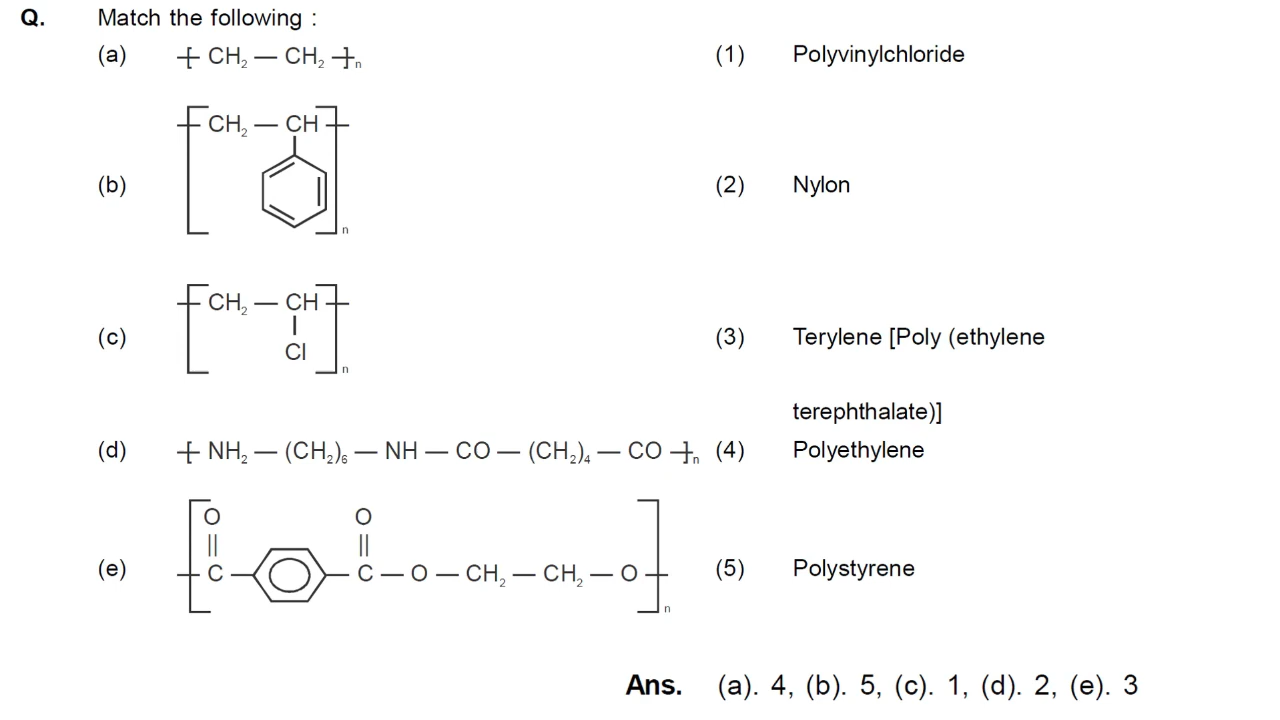 Q. Match the following :
(a) [ CH₂ — CH₂ ]ₙ (1) Polyvinylchloride
CH₂ — CH
(b) (2) Nylon
n
CH₂ — CH
(c) (3) Terylene [Poly (ethylene
Cl
n
terephthalate)]
(d) [ NH₂ — (CH₂)₆ — NH — CO — (CH₂)₄ — CO ]ₙ (4) Polyethylene
O O
|| ||
(e) C — C — O — CH₂ — CH₂ — O (5) Polystyrene
n
Ans. (a). 4, (b). 5, (c). 1, (d). 2, (e). 3